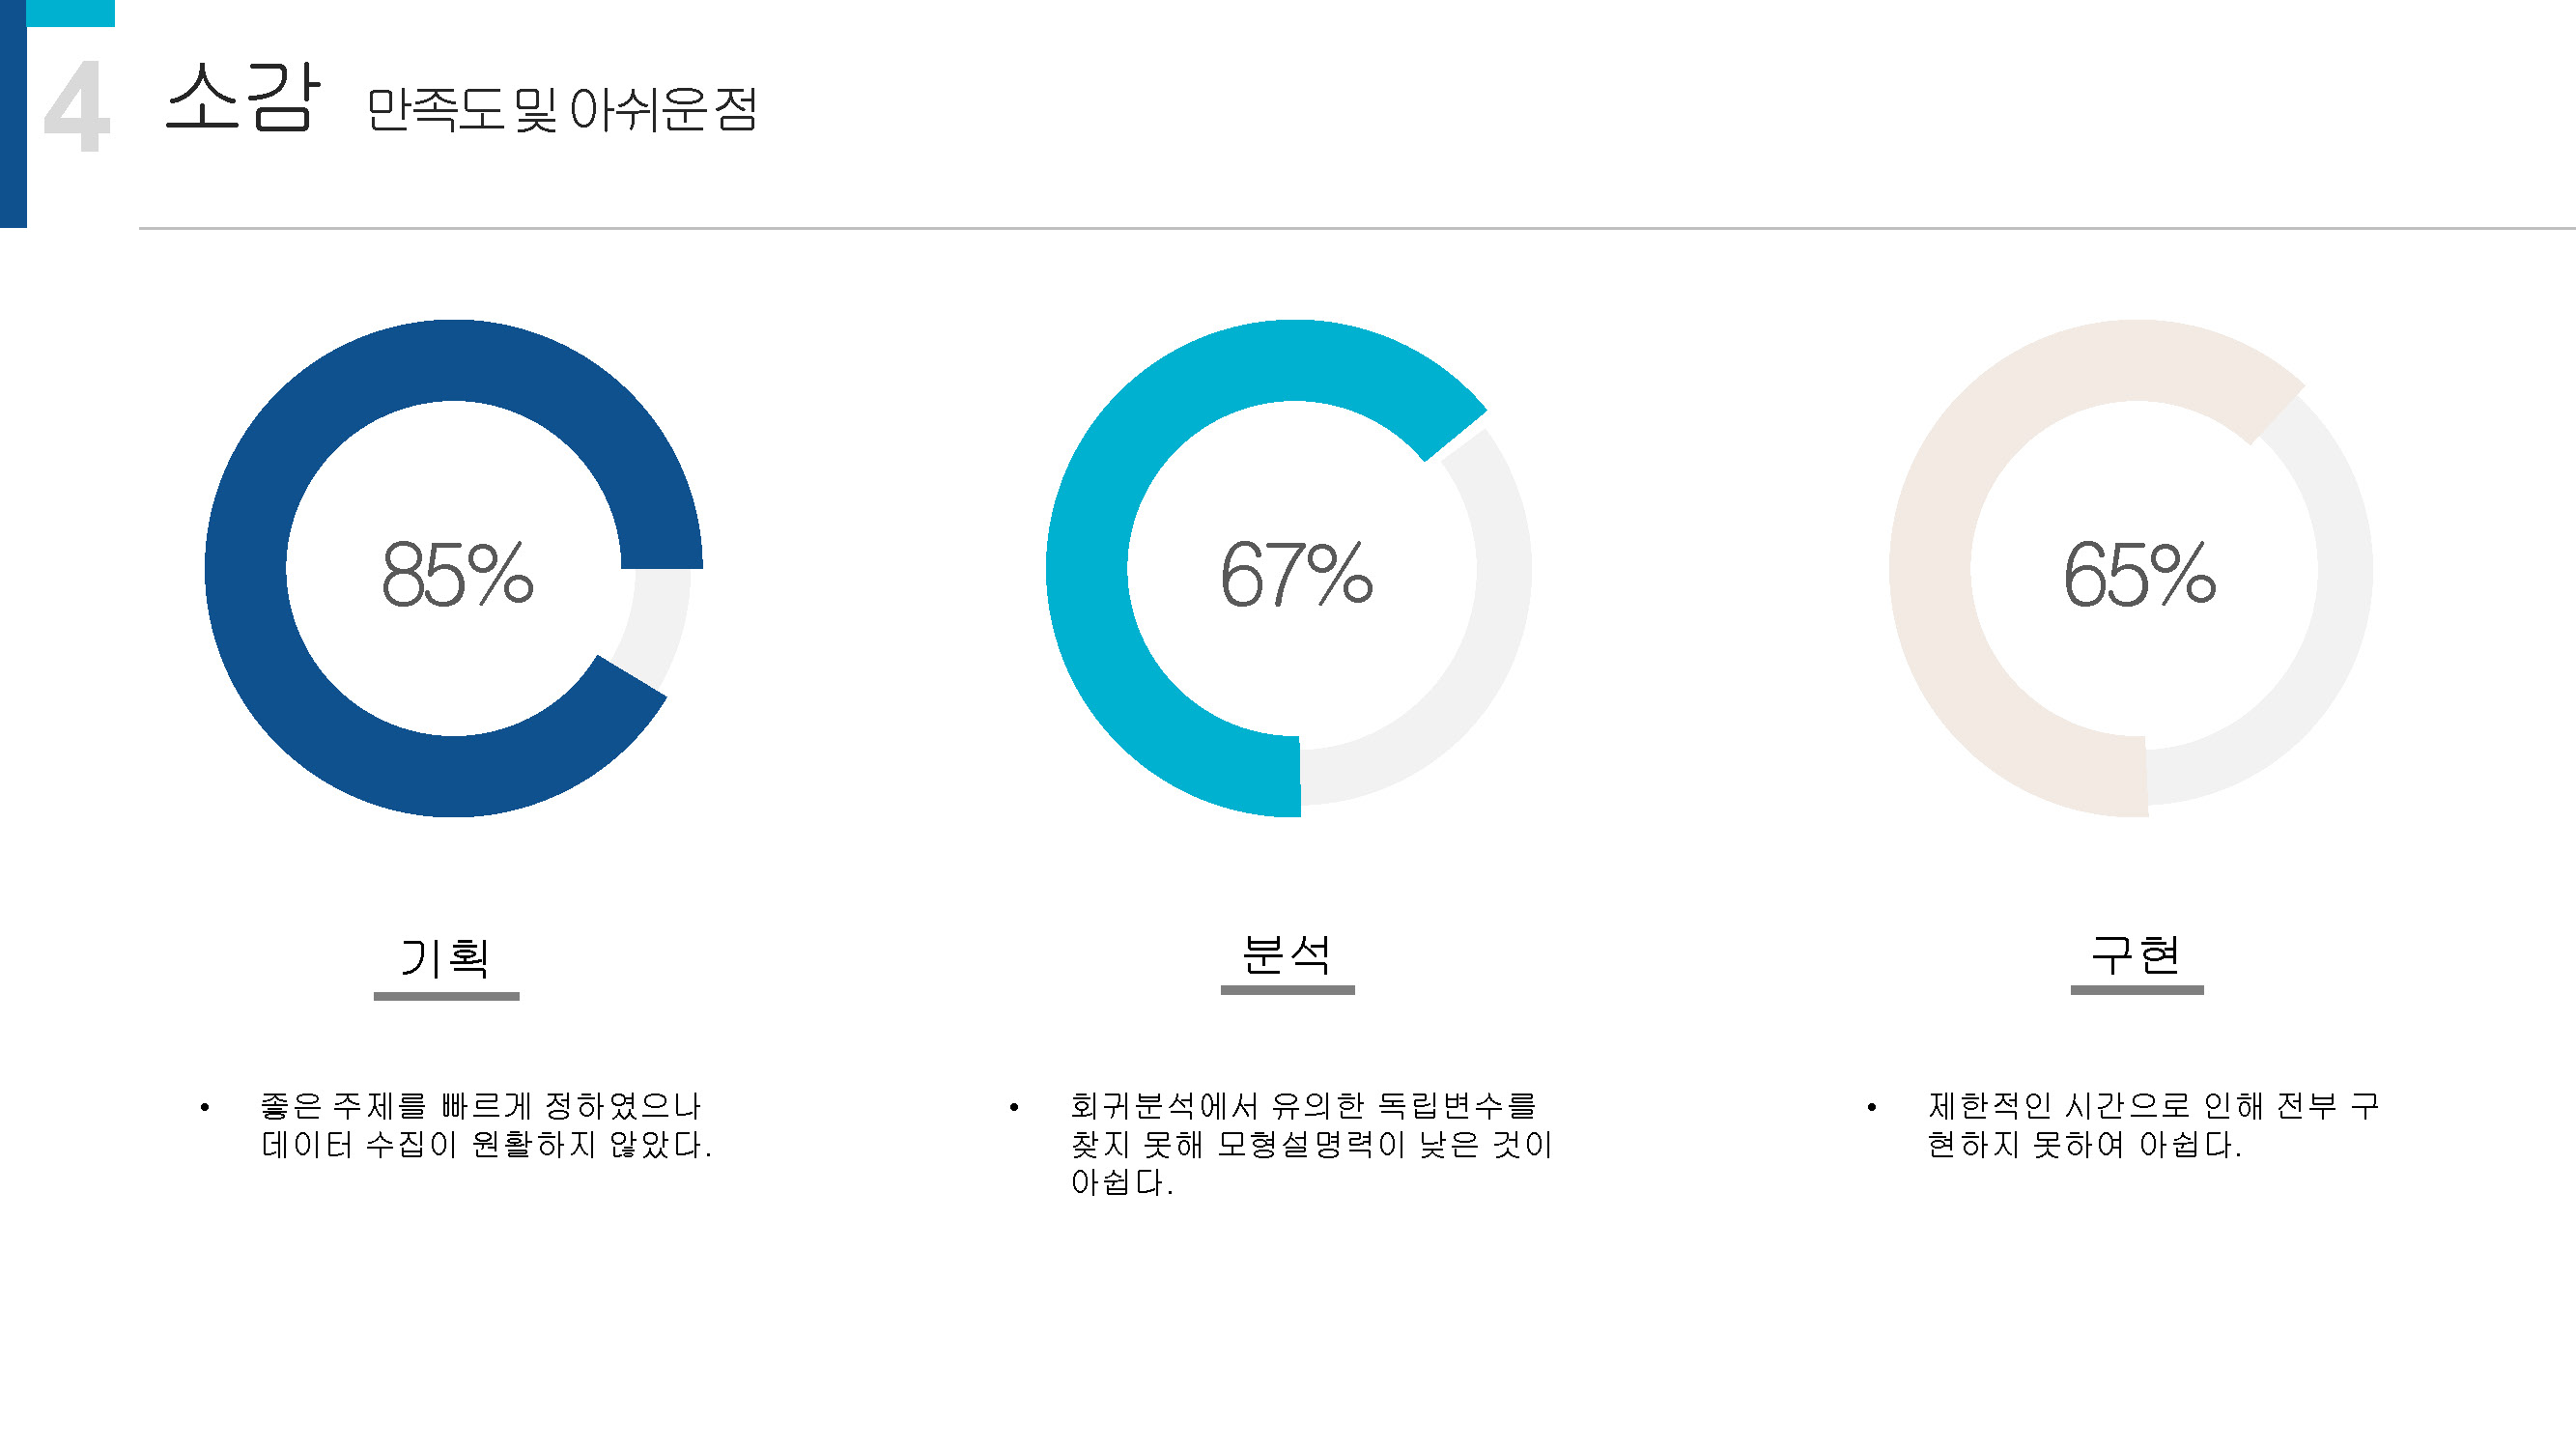 4
소감 만족도 및 아쉬운 점
85%
67%
65%
기획
분석
구현
• 좋은 주제를 빠르게 정하였으나
데이터 수집이 원활하지 않았다.
• 회귀분석에서 유의한 독립변수를
찾지 못해 모형설명력이 낮은 것이
아쉽다.
• 제한적인 시간으로 인해 전부 구
현하지 못하여 아쉽다.